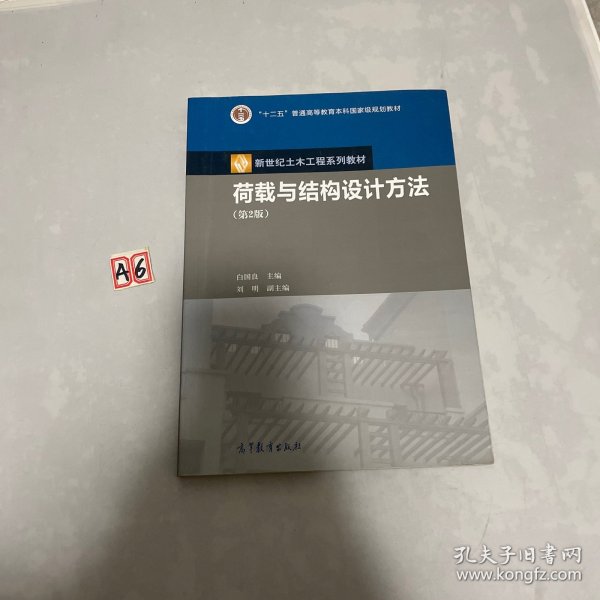 “十二五”普通高等教育本科国家级规划教材
新世纪土木工程系列教材
荷载与结构设计方法
（第2版）
白国良 主编
刘 明 副主编
A6
高等教育出版社
孔夫子旧书网
www.kongfz.com